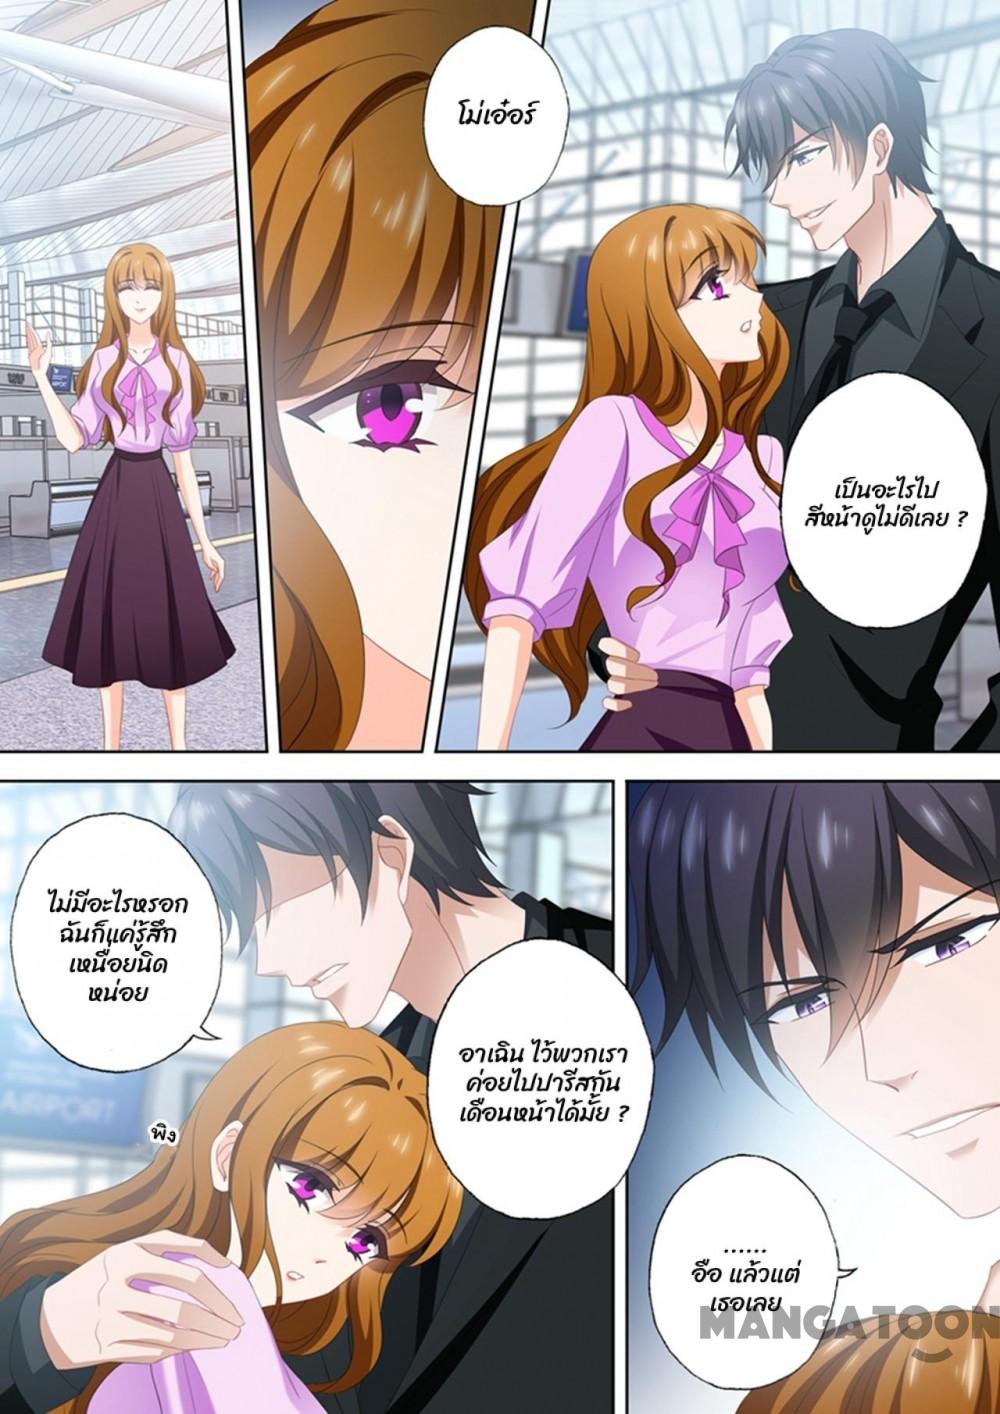 โม่เอ๋อร์
เป็นอะไรไป
สีหน้าดูไม่ดีเลย ?
ไม่มีอะไรหรอก
ฉันก็แค่รู้สึก
เหนื่อยนิด
หน่อย
อาเฉิน ไว้พวกเรา
ค่อยไปปารีสกัน
เดือนหน้าได้มั้ย ?
AIRPORT
พิง
......
อือ แล้วแต่
เธอเลย
MANGATOON